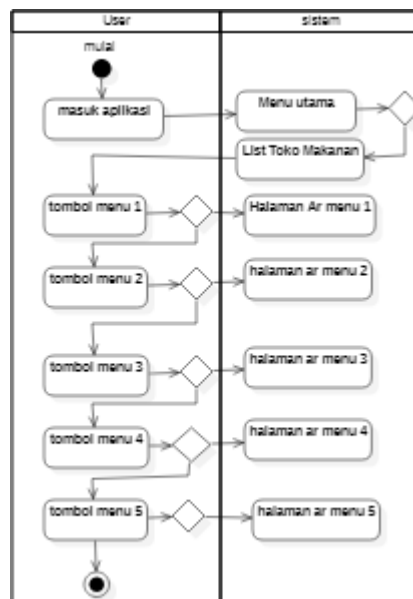 User sistem
mulai
masuk aplikasi
Menu utama
List Toko Makanan
tombol menu 1
Halaman Ar menu 1
tombol menu 2
halaman ar menu 2
tombol menu 3
halaman ar menu 3
tombol menu 4
halaman ar menu 4
tombol menu 5
halaman ar menu 5